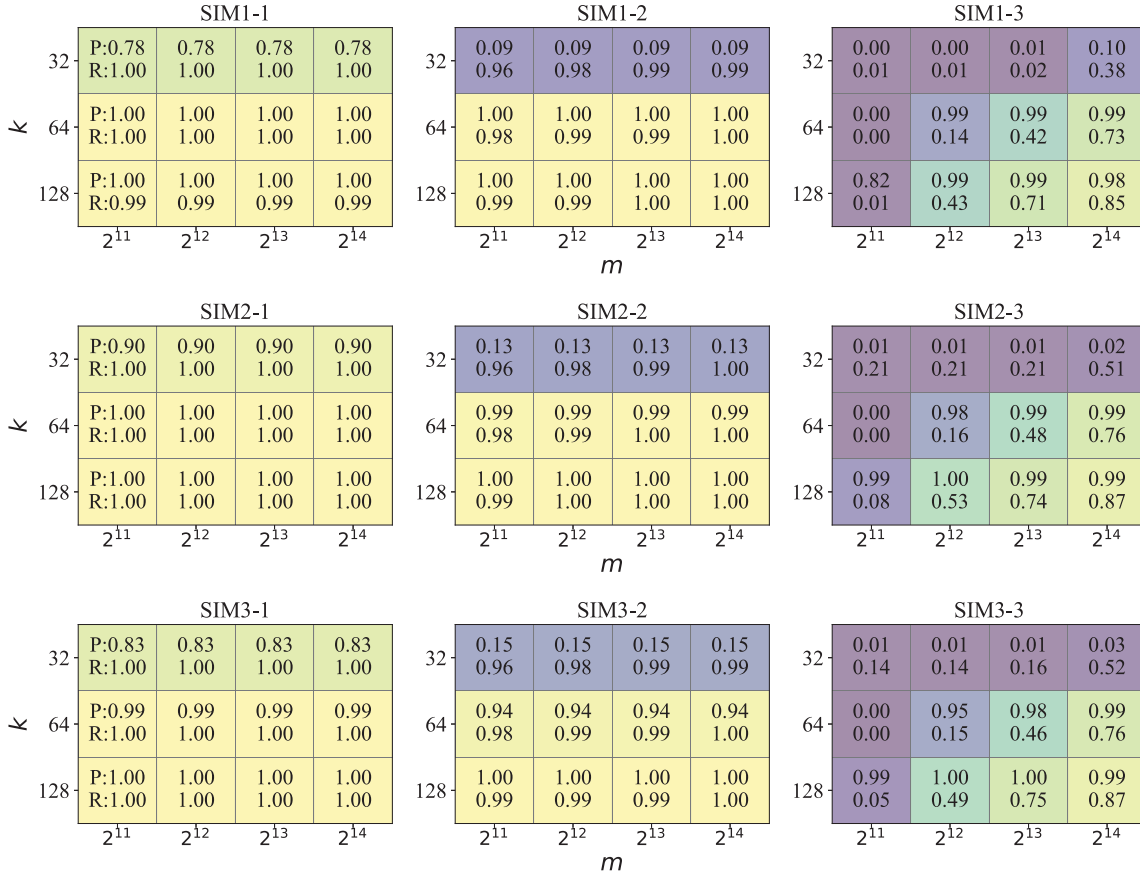 SIM1-1 SIM1-2 SIM1-3
P:0.78 0.78 0.78 0.78 0.09 0.09 0.09 0.09 0.00 0.00 0.01 0.10
32 32 32
R:1.00 1.00 1.00 1.00 0.96 0.98 0.99 0.99 0.01 0.01 0.02 0.38
P:1.00 1.00 1.00 1.00 1.00 1.00 1.00 1.00 0.00 0.99 0.99 0.99
k 64 64 64
R:1.00 1.00 1.00 1.00 0.98 0.99 0.99 1.00 0.00 0.14 0.42 0.73
P:1.00 1.00 1.00 1.00 1.00 1.00 1.00 1.00 0.82 0.99 0.99 0.98
128 128 128
R:0.99 0.99 0.99 0.99 0.99 0.99 1.00 1.00 0.01 0.43 0.71 0.85
2^11 2^12 2^13 2^14 2^11 2^12 2^13 2^14 2^11 2^12 2^13 2^14
m
SIM2-1 SIM2-2 SIM2-3
P:0.90 0.90 0.90 0.90 0.13 0.13 0.13 0.13 0.01 0.01 0.01 0.02
32 32 32
R:1.00 1.00 1.00 1.00 0.96 0.98 0.99 1.00 0.21 0.21 0.21 0.51
P:1.00 1.00 1.00 1.00 0.99 0.99 0.99 0.99 0.00 0.98 0.99 0.99
k 64 64 64
R:1.00 1.00 1.00 1.00 0.98 0.99 1.00 1.00 0.00 0.16 0.48 0.76
P:1.00 1.00 1.00 1.00 1.00 1.00 1.00 1.00 0.99 1.00 0.99 0.99
128 128 128
R:1.00 1.00 1.00 1.00 0.99 1.00 1.00 1.00 0.08 0.53 0.74 0.87
2^11 2^12 2^13 2^14 2^11 2^12 2^13 2^14 2^11 2^12 2^13 2^14
m
SIM3-1 SIM3-2 SIM3-3
P:0.83 0.83 0.83 0.83 0.15 0.15 0.15 0.15 0.01 0.01 0.01 0.03
32 32 32
R:1.00 1.00 1.00 1.00 0.96 0.98 0.99 0.99 0.14 0.14 0.16 0.52
P:0.99 0.99 0.99 0.99 0.94 0.94 0.94 0.94 0.00 0.95 0.98 0.99
k 64 64 64
R:1.00 1.00 1.00 1.00 0.98 0.99 0.99 1.00 0.00 0.15 0.46 0.76
P:1.00 1.00 1.00 1.00 1.00 1.00 1.00 1.00 0.99 1.00 1.00 0.99
128 128 128
R:1.00 1.00 1.00 1.00 0.99 0.99 0.99 1.00 0.05 0.49 0.75 0.87
2^11 2^12 2^13 2^14 2^11 2^12 2^13 2^14 2^11 2^12 2^13 2^14
m